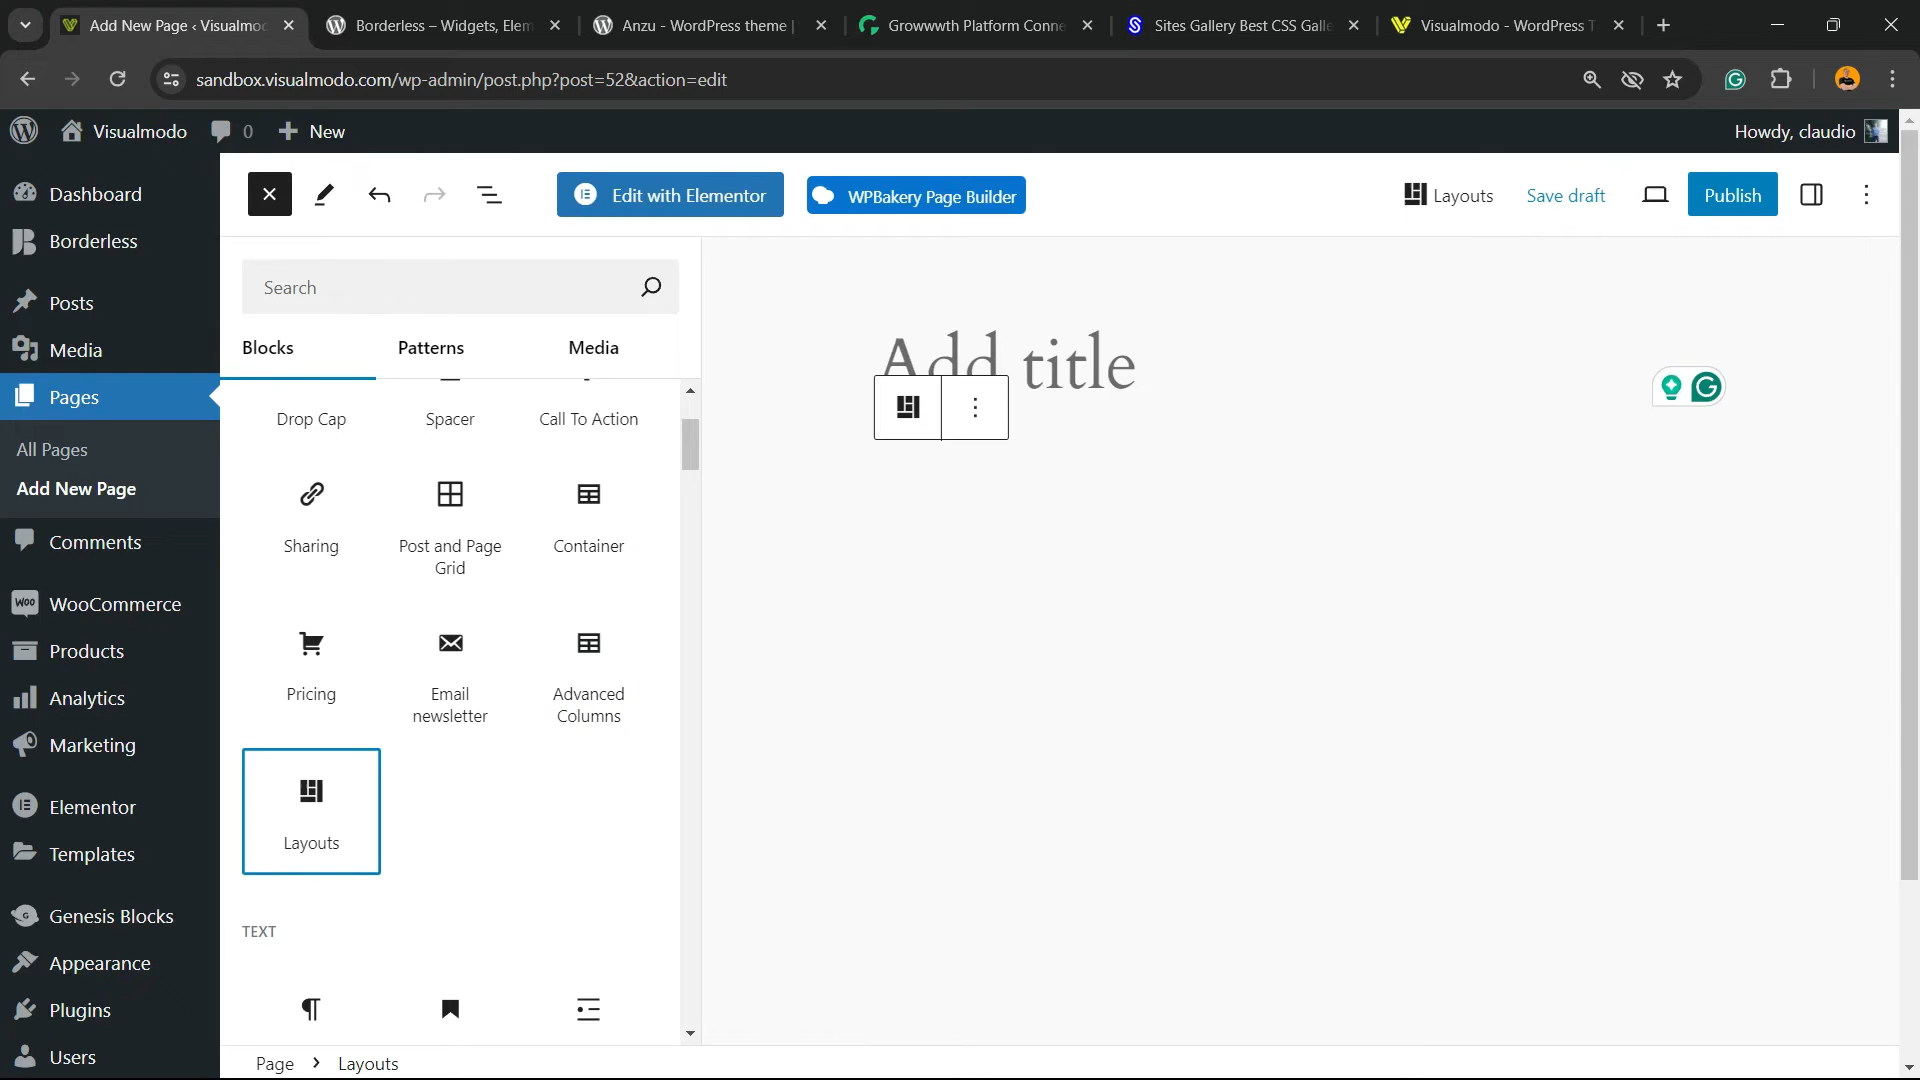 Add New Page ‹ Visualmo
Borderless – Widgets, Elem
Anzu - WordPress theme |
Growwwth Platform Conne
Sites Gallery Best CSS Galle
Visualmodo - WordPress T
sandbox.visualmodo.com/wp-admin/post.php?post=52&action=edit
Visualmodo
0
New
Howdy, claudio
Dashboard
Borderless
Posts
Media
Pages
All Pages
Add New Page
Comments
WooCommerce
Products
Analytics
Marketing
Elementor
Templates
Genesis Blocks
Appearance
Plugins
Users
Edit with Elementor
WPBakery Page Builder
Layouts
Save draft
Publish
Search
Blocks
Patterns
Media
Drop Cap
Spacer
Call To Action
Sharing
Post and Page
Grid
Container
Pricing
Email
newsletter
Advanced
Columns
Layouts
TEXT
Add title
Page
Layouts